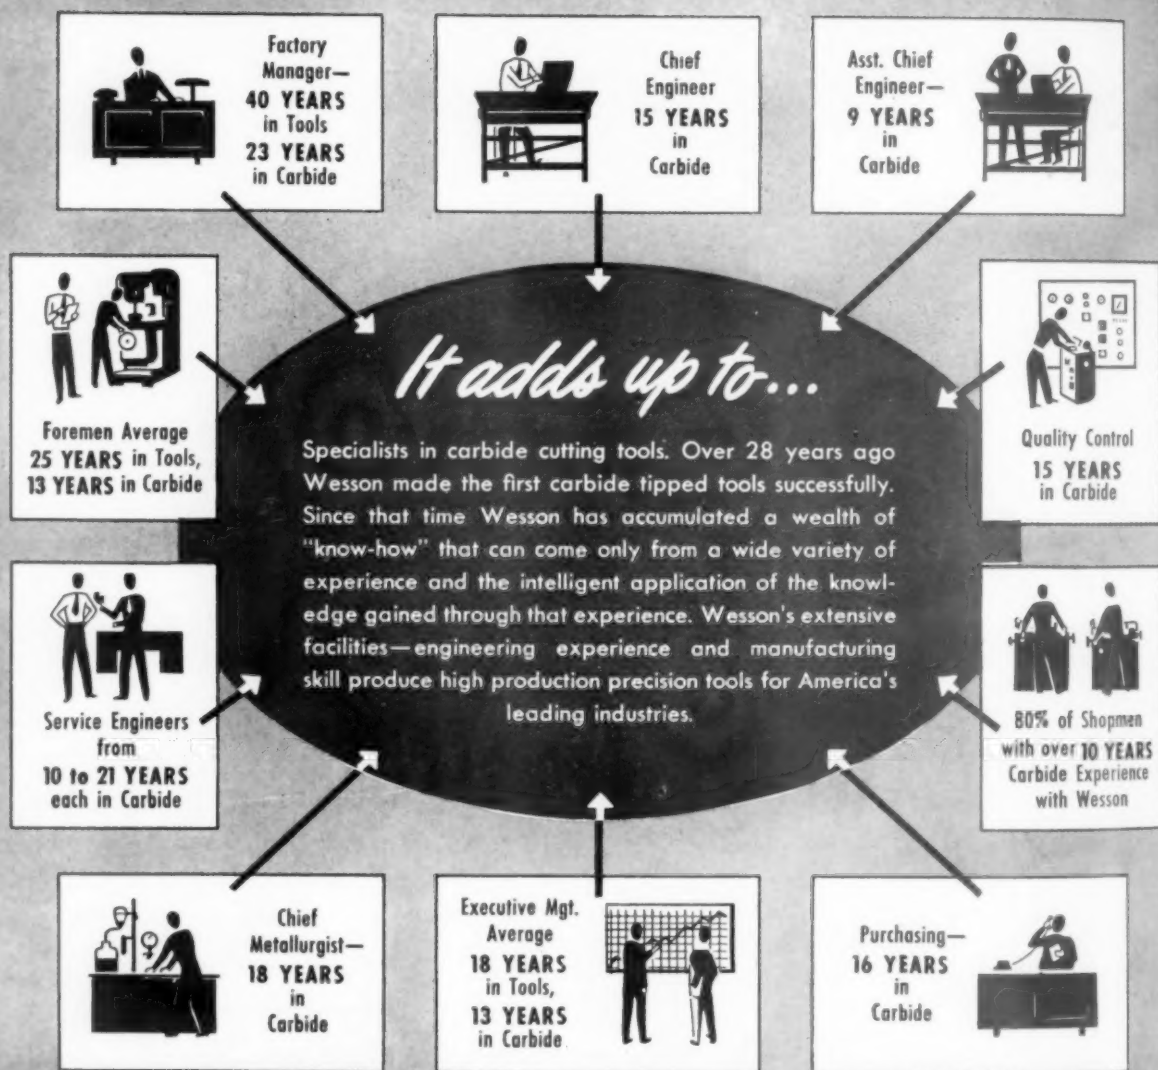 Factory
Manager—
40 YEARS
in Tools
23 YEARS
in Carbide
Chief
Engineer
15 YEARS
in
Carbide
Asst. Chief
Engineer—
9 YEARS
in
Carbide
Foremen Average
25 YEARS in Tools,
13 YEARS in Carbide
It adds up to...
Specialists in carbide cutting tools. Over 28 years ago
Wesson made the first carbide tipped tools successfully.
Since that time Wesson has accumulated a wealth of
"know-how" that can come only from a wide variety of
experience and the intelligent application of the knowl-
edge gained through that experience. Wesson's extensive
facilities—engineering experience and manufacturing
skill produce high production precision tools for America's
leading industries.
Quality Control
15 YEARS
in Carbide
Service Engineers
from
10 to 21 YEARS
each in Carbide
80% of Shopmen
with over 10 YEARS
Carbide Experience
with Wesson
Chief
Metallurgist—
18 YEARS
in
Carbide
Executive Mgt.
Average
18 YEARS
in Tools,
13 YEARS
in Carbide
Purchasing—
16 YEARS
in
Carbide